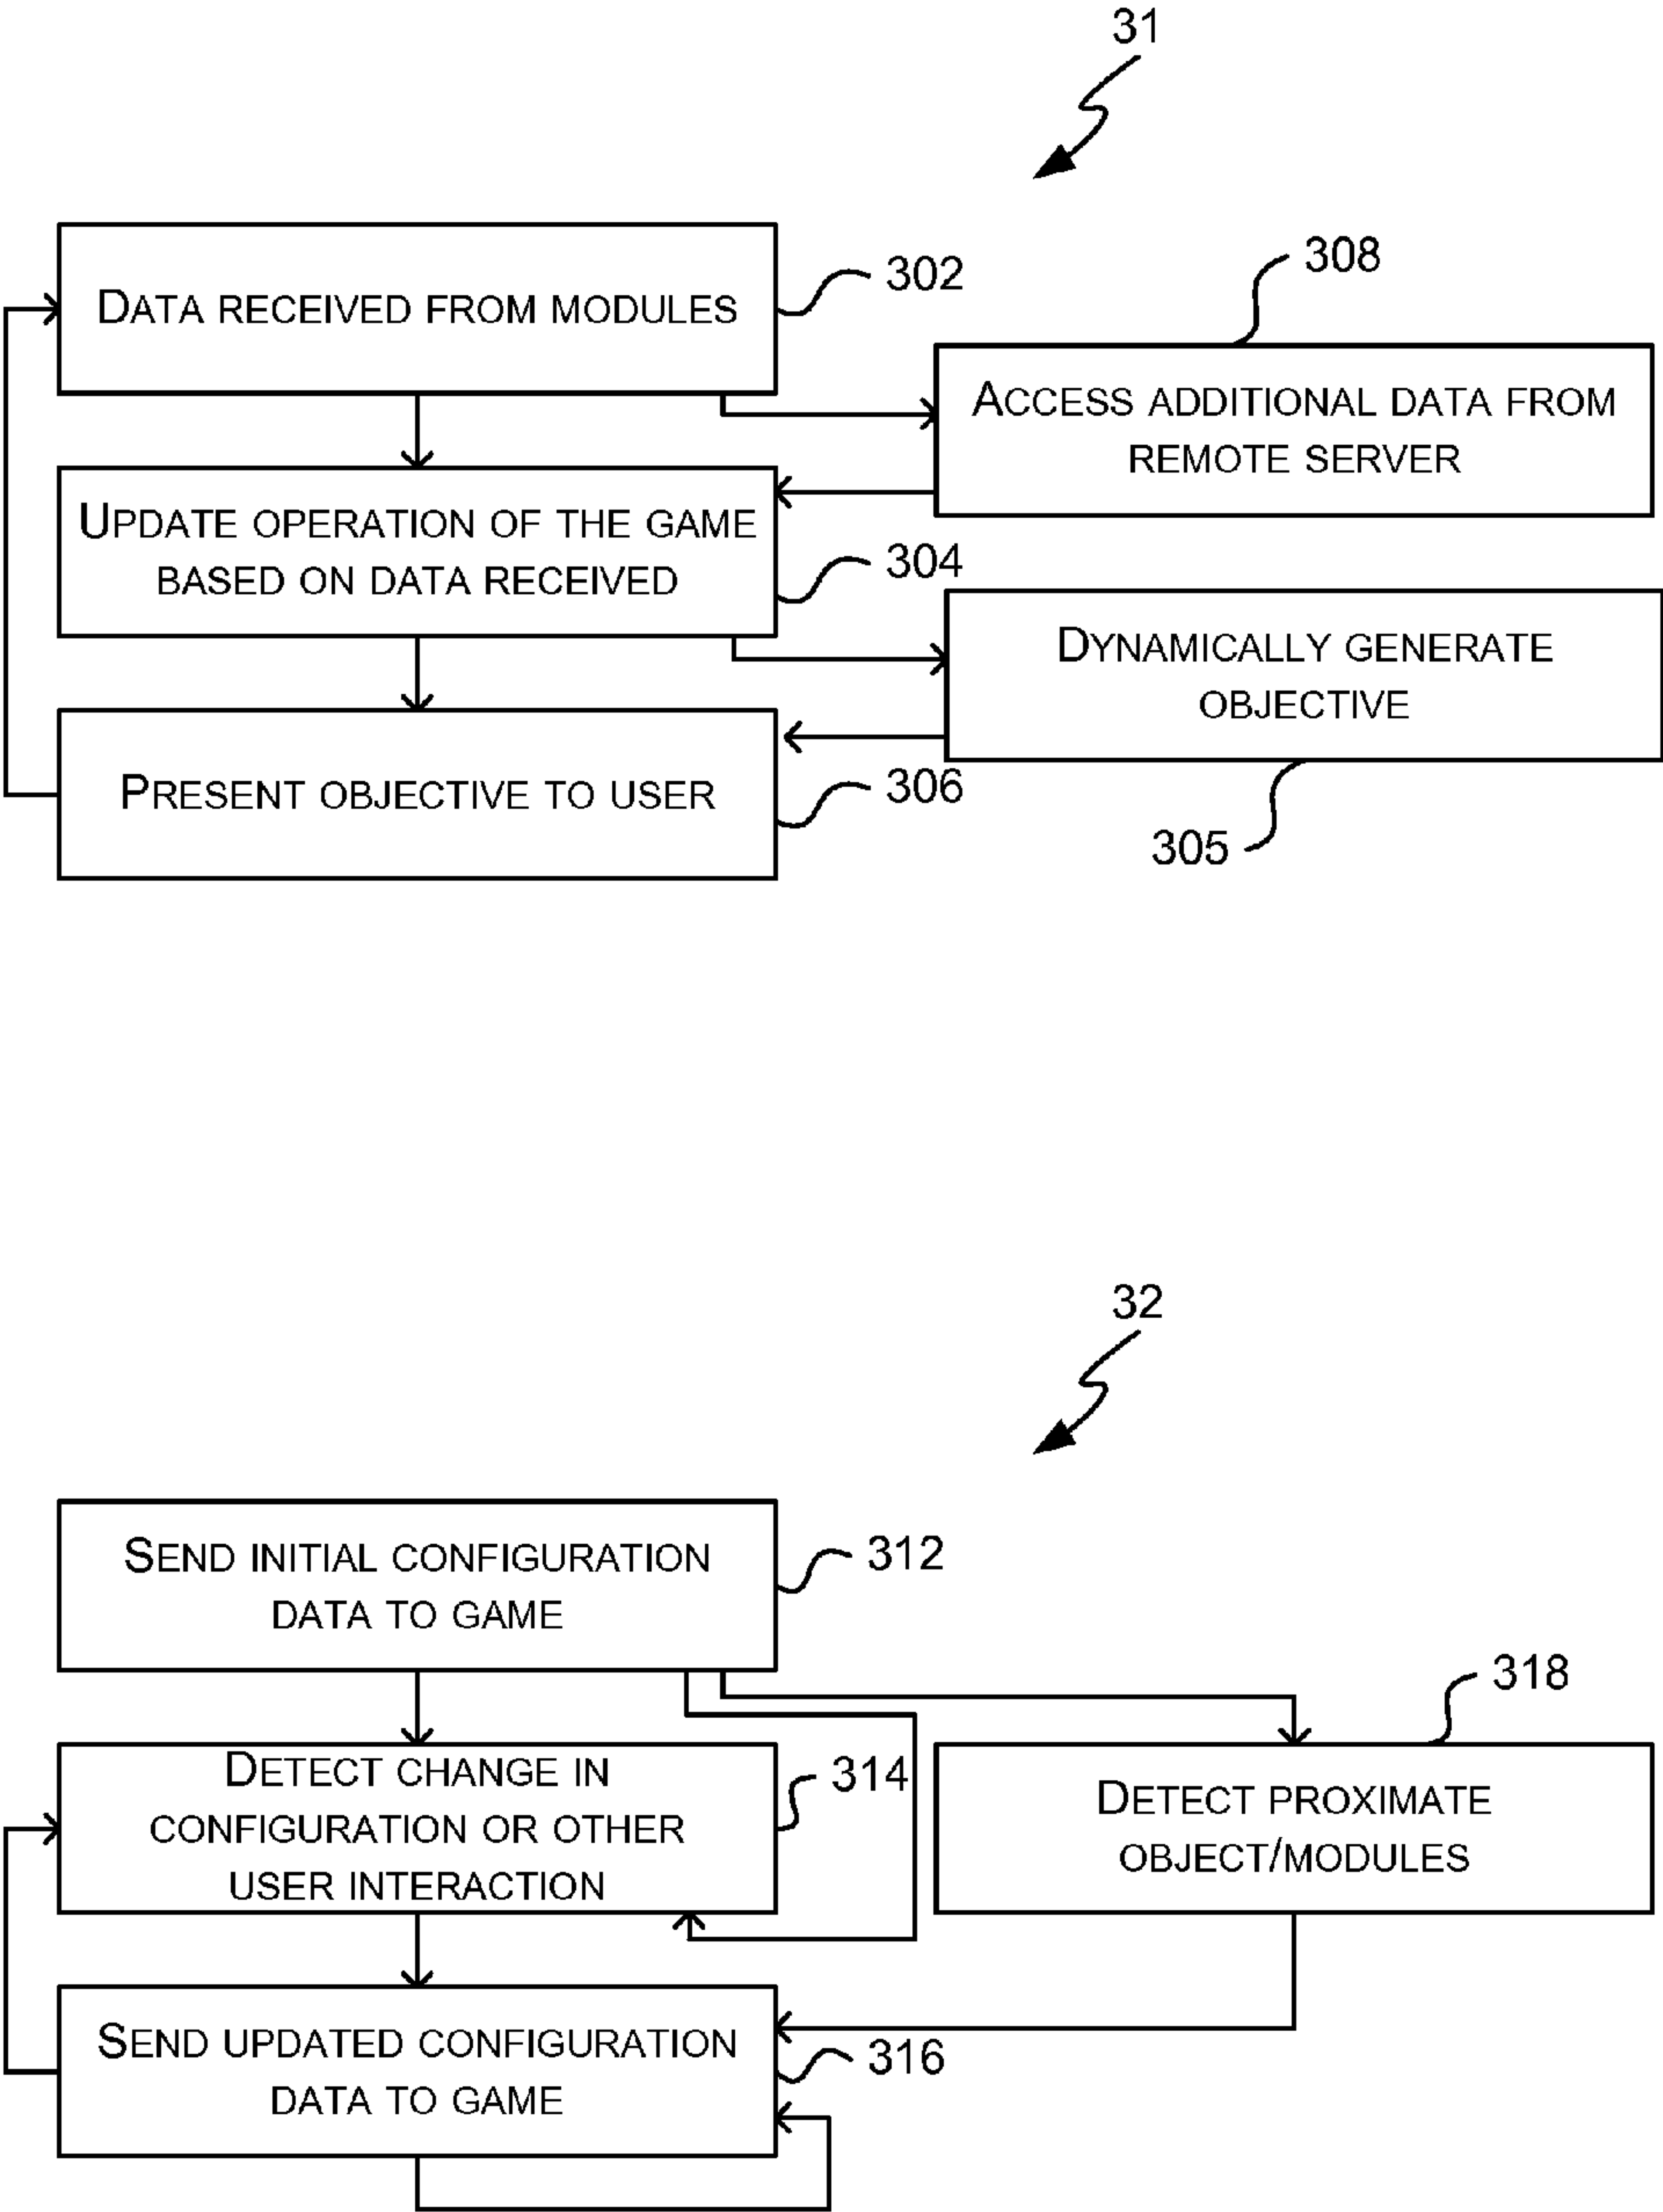 31
DATA RECEIVED FROM MODULES
302
308
ACCESS ADDITIONAL DATA FROM
REMOTE SERVER
UPDATE OPERATION OF THE GAME
BASED ON DATA RECEIVED
304
DYNAMICALLY GENERATE
OBJECTIVE
PRESENT OBJECTIVE TO USER
306
305
32
SEND INITIAL CONFIGURATION
DATA TO GAME
312
318
DETECT CHANGE IN
CONFIGURATION OR OTHER
USER INTERACTION
314
DETECT PROXIMATE
OBJECT/MODULES
SEND UPDATED CONFIGURATION
DATA TO GAME
316